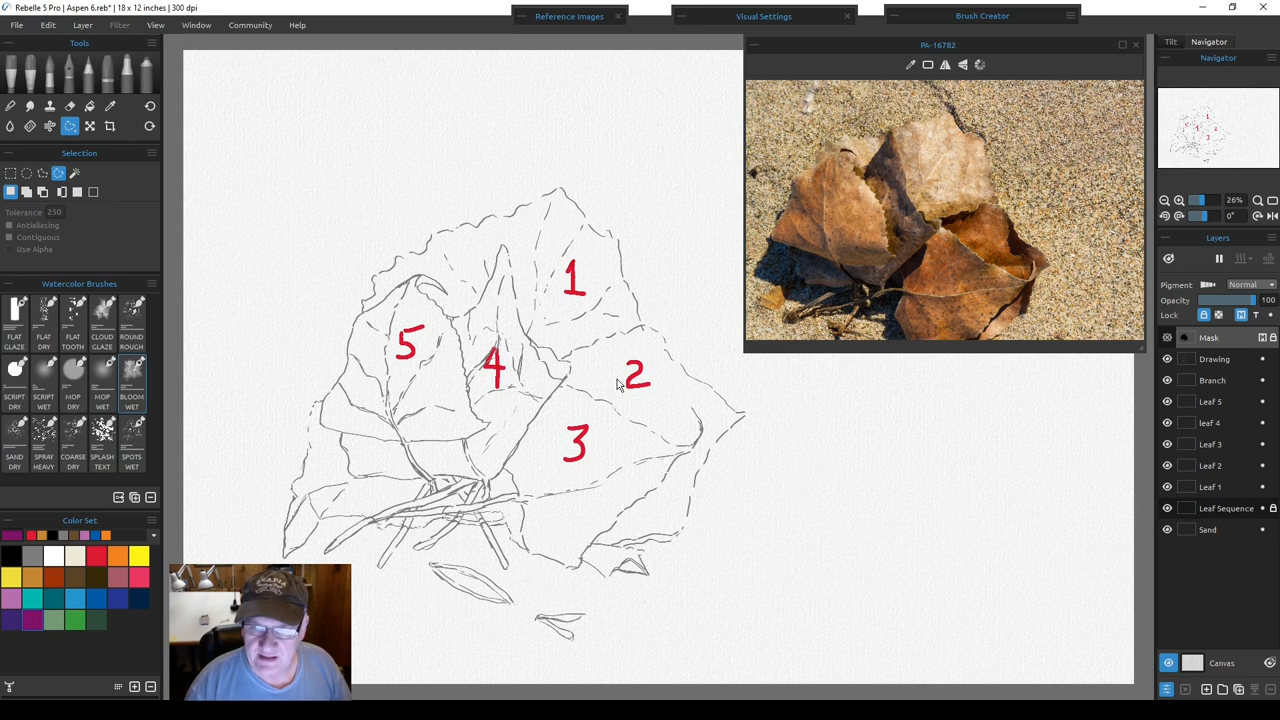 Rebelle 5 Pro | Aspen 6.reb* | 18 x 12 inches | 300 dpi
File Edit Layer Filter Selection View Window Community Help
Reference Images
Visual Settings
Brush Creator
Tools
Selection
Tolerance 250
Antialiasing
Contiguous
Use Alpha
Watercolor Brushes
FLAT GLAZE
FLAT DRY
FLAT TOOTH
CLOUD GLAZE
ROUND ROUGH
SCRIPT DRY
SCRIPT WET
MOP DRY
MOP WET
BLOOM WET
SAND DRY
SPRAY HEAVY
COARSE DRY
SPLASH TEXT
SPOTS WET
Color Set
1
2
3
4
5
PA-16782
Tilt Navigator
Navigator
26%
0°
Layers
Pigment Normal
Opacity 100
Lock
Mask
Drawing
Branch
Leaf 5
leaf 4
Leaf 3
Leaf 2
Leaf 1
Leaf Sequence
Sand
Canvas